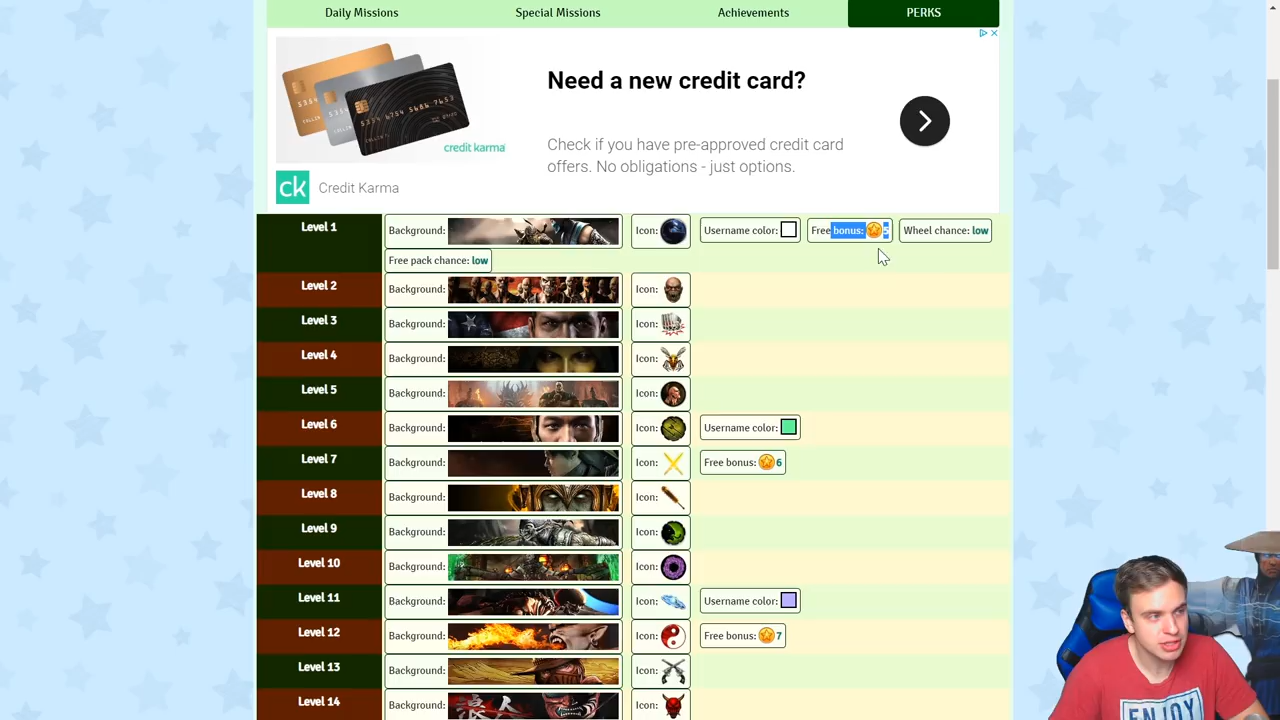 Daily Missions
Special Missions
Achievements
PERKS
Need a new credit card?
Check if you have pre-approved credit card
offers. No obligations - just options.
credit karma
ck
Credit Karma
Level 1
Background:
Icon:
Username color:
Free bonus: 5
Wheel chance: low
Free pack chance: low
Level 2
Background:
Icon:
Level 3
Background:
Icon:
Level 4
Background:
Icon:
Level 5
Background:
Icon:
Level 6
Background:
Icon:
Username color:
Level 7
Background:
Icon:
Free bonus: 6
Level 8
Background:
Icon:
Level 9
Background:
Icon:
Level 10
Background:
Icon:
Level 11
Background:
Icon:
Username color:
Level 12
Background:
Icon:
Free bonus: 7
Level 13
Background:
Icon:
Level 14
Background:
浪人
Icon:
ENJOY